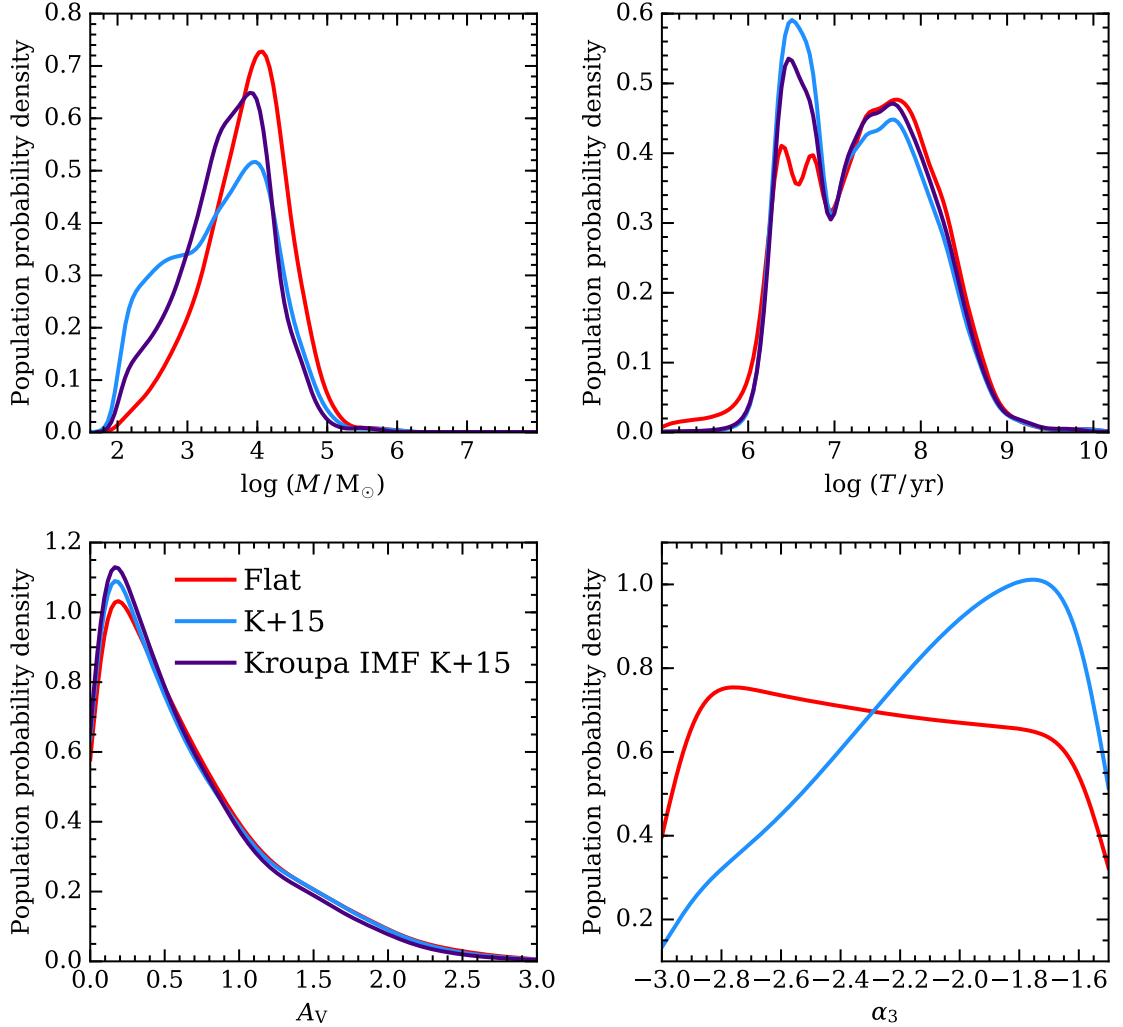 0.8
0.7
0.6
0.5
0.4
0.3
0.2
0.1
0.0
Population probability density
2 3 4 5 6 7
log (M/M⊙)
0.6
0.5
0.4
0.3
0.2
0.1
0.0
Population probability density
6 7 8 9 10
log (T/yr)
1.2
1.0
0.8
0.6
0.4
0.2
0.0
Population probability density
Flat
K+15
Kroupa IMF K+15
0.0 0.5 1.0 1.5 2.0 2.5 3.0
A_V
1.0
0.8
0.6
0.4
0.2
Population probability density
−3.0 −2.8 −2.6 −2.4 −2.2 −2.0 −1.8 −1.6
α₃